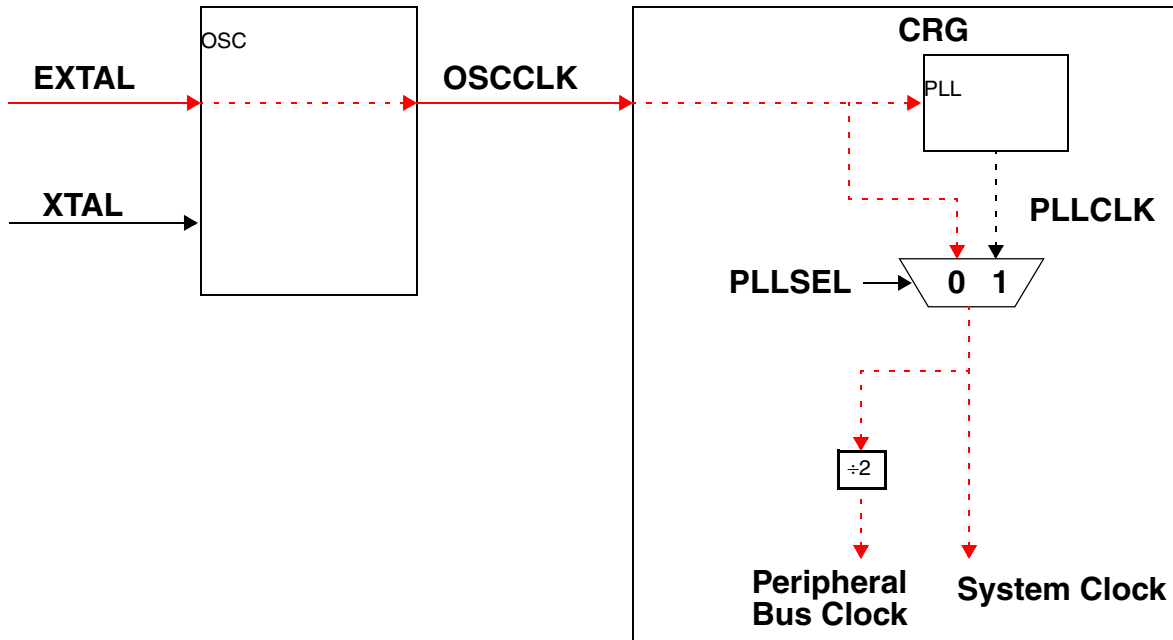 CRG
OSC
EXTAL
OSCCLK
PLL
XTAL
PLLCLK
PLLSEL
0 1
÷2
Peripheral
Bus Clock
System Clock